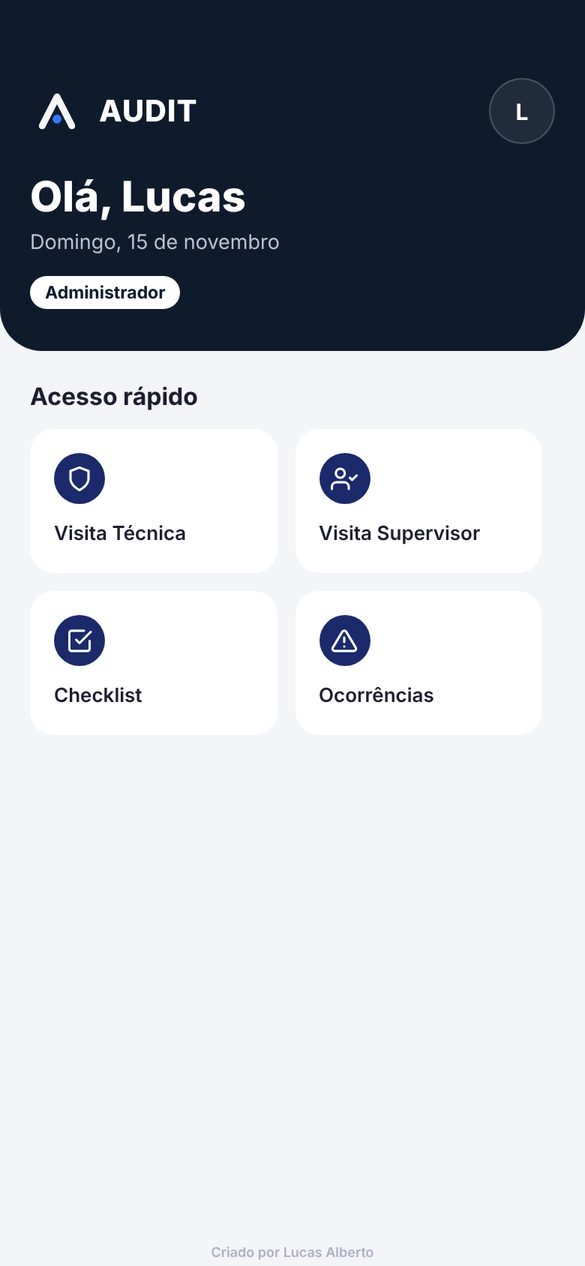 AUDIT
L
Olá, Lucas
Domingo, 15 de novembro
Administrador
Acesso rápido
Visita Técnica
Visita Supervisor
Checklist
Ocorrências
Criado por Lucas Alberto